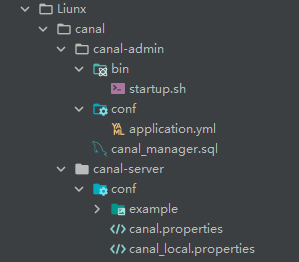 Liunx
canal
canal-admin
bin
startup.sh
conf
application.yml
canal_manager.sql
canal-server
conf
example
canal.properties
canal_local.properties